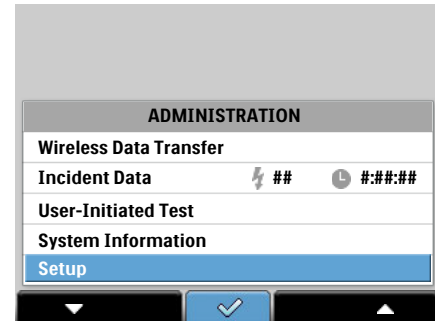 ADMINISTRATION
Wireless Data Transfer
Incident Data ## #:##:##
User-Initiated Test
System Information
Setup